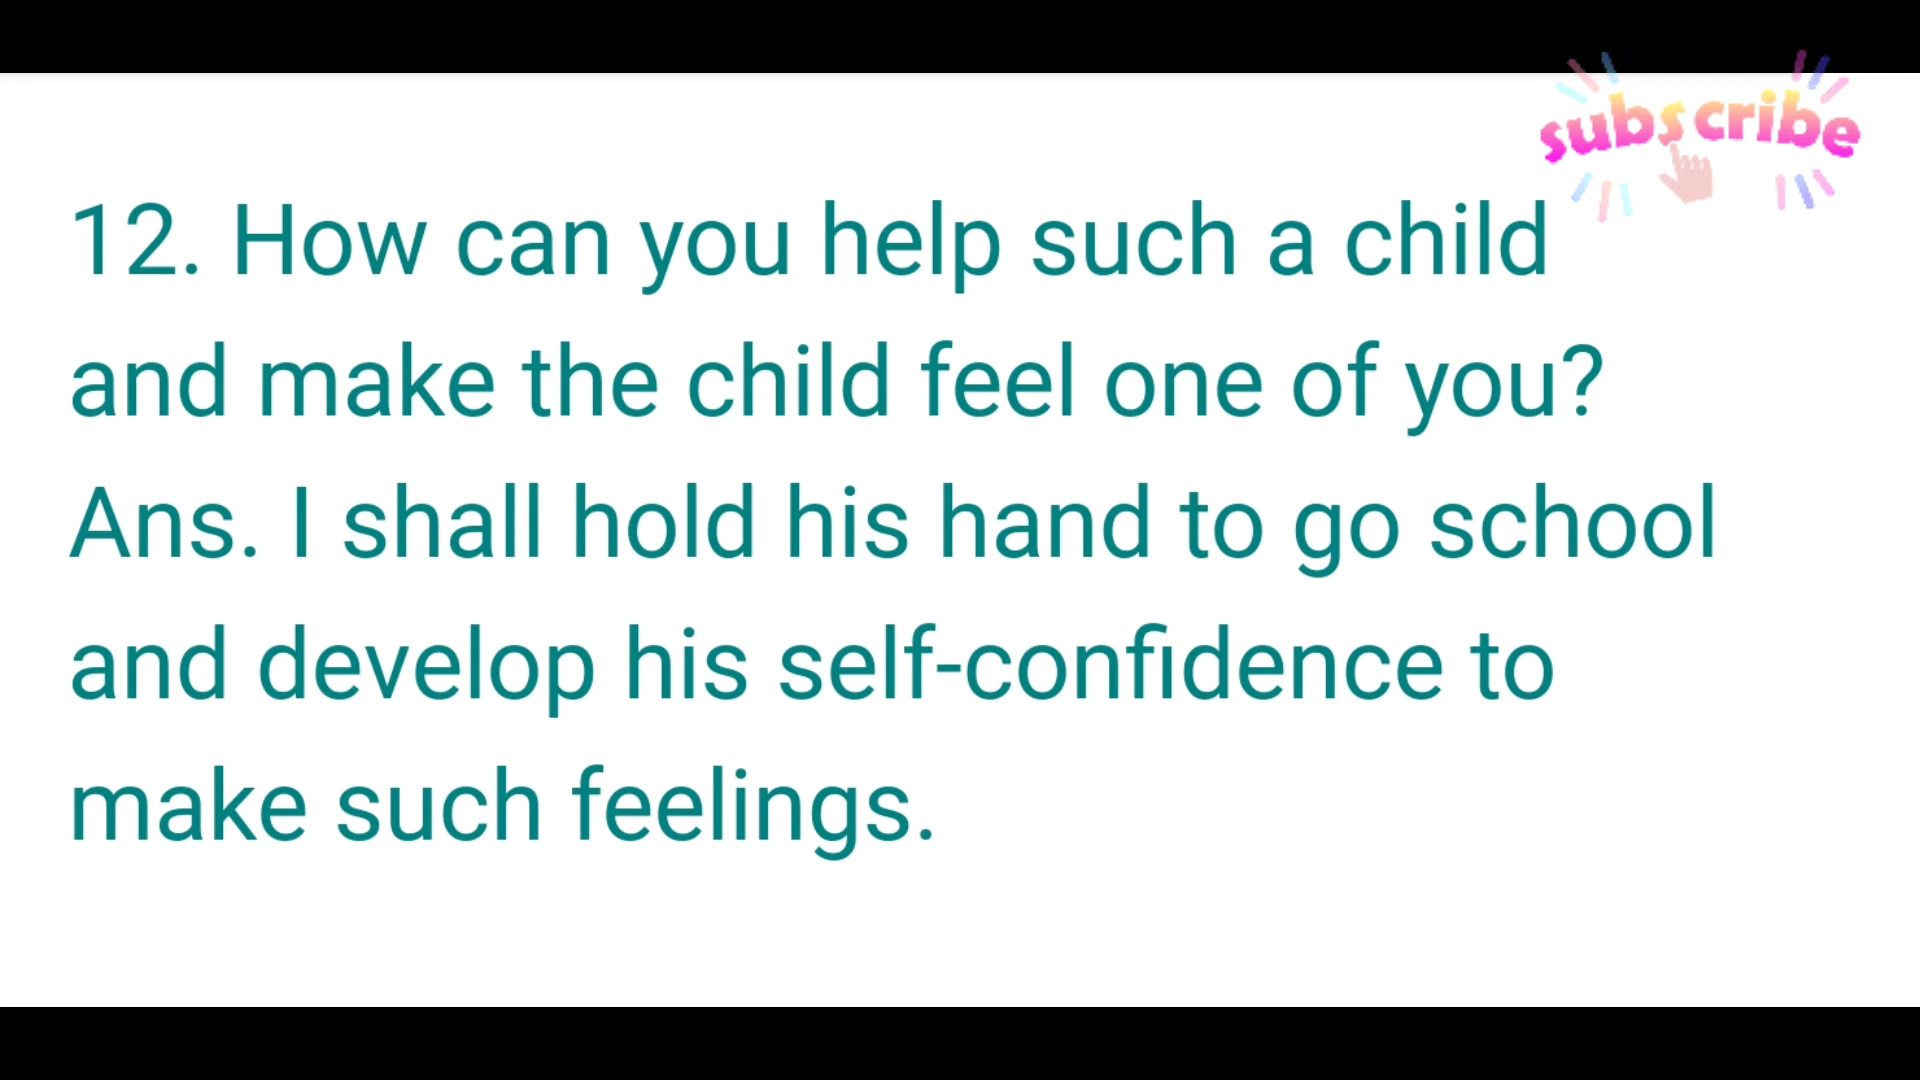 subscribe
12. How can you help such a child
and make the child feel one of you?
Ans. I shall hold his hand to go school
and develop his self-confidence to
make such feelings.